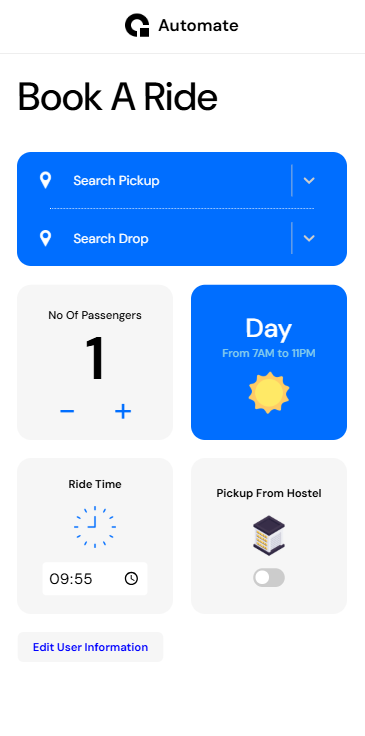 Automate
Book A Ride
Search Pickup
Search Drop
No Of Passengers
1
Day
From 7AM to 11PM
Ride Time
09:55
Pickup From Hostel
Edit User Information